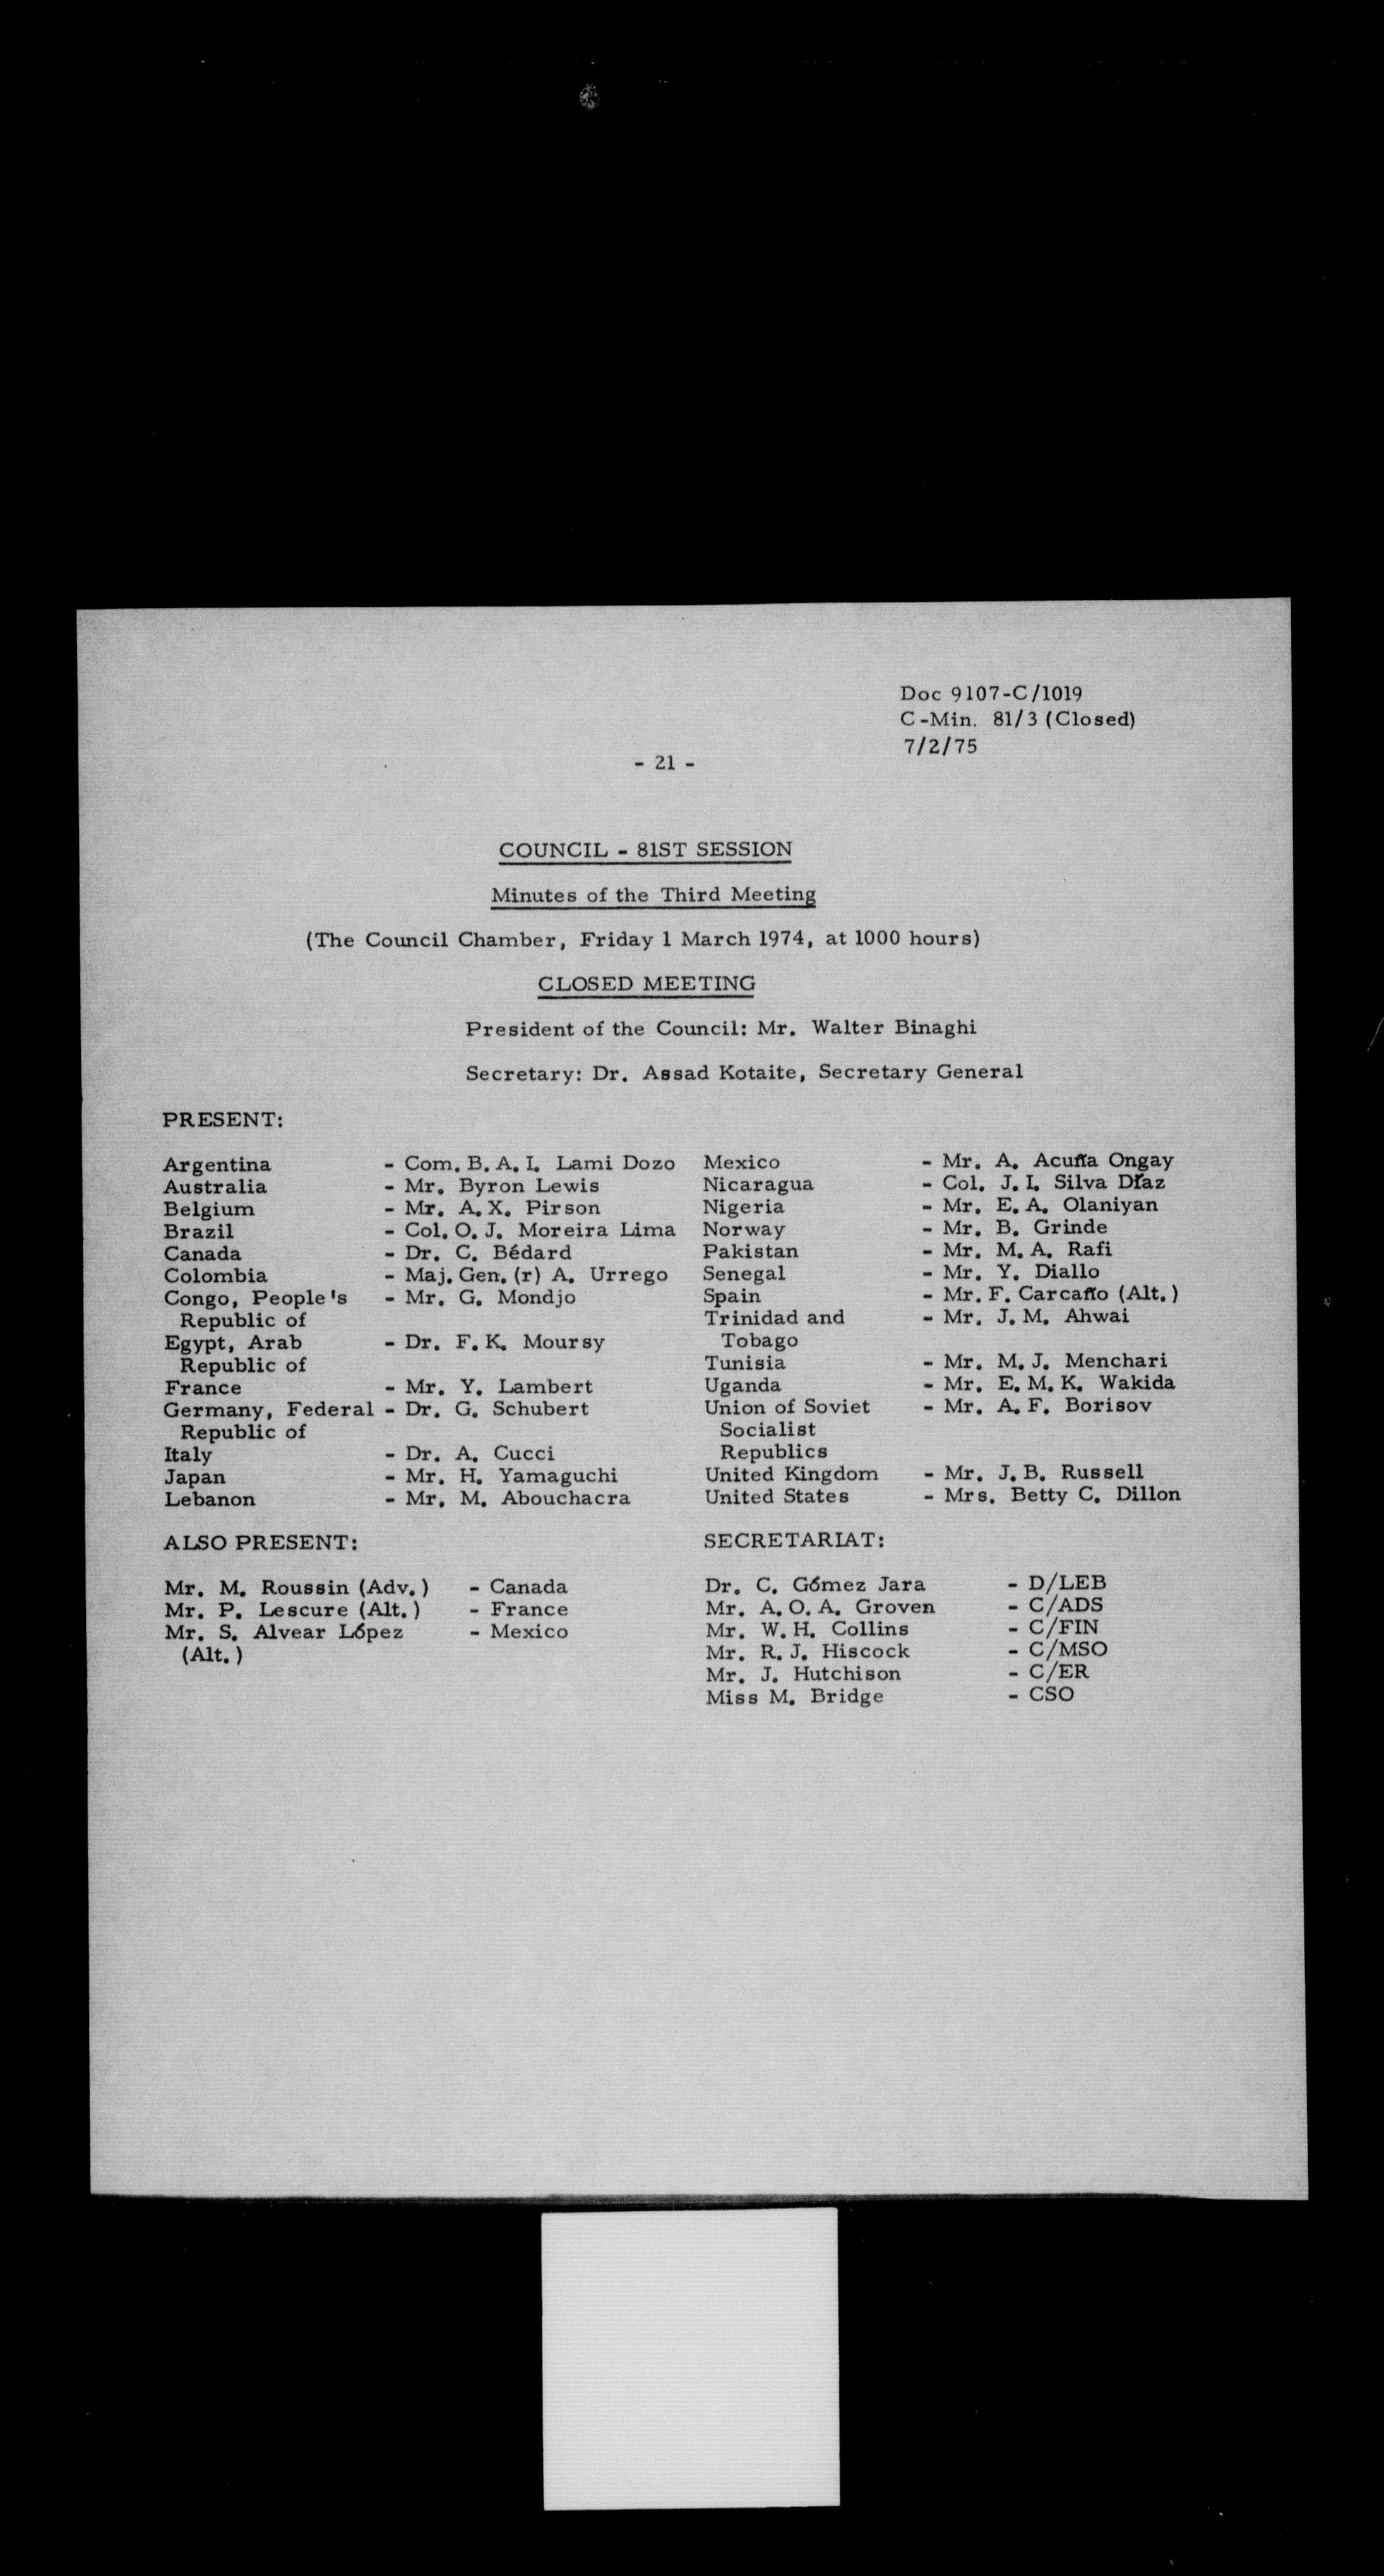 Doc 9107-C/1019
C-Min. 81/3 (Closed)
7/2/75
- 21 -
COUNCIL - 81ST SESSION
Minutes of the Third Meeting
(The Council Chamber, Friday 1 March 1974, at 1000 hours)
CLOSED MEETING
President of the Council: Mr. Walter Binaghi
Secretary: Dr. Assad Kotaite, Secretary General
PRESENT:
Argentina - Com. B. A. I. Lami Dozo
Australia - Mr. Byron Lewis
Belgium - Mr. A. X. Pirson
Brazil - Col. O. J. Moreira Lima
Canada - Dr. C. Bédard
Colombia - Maj. Gen. (r) A. Urrego
Congo, People's - Mr. G. Mondjo
Republic of
Egypt, Arab - Dr. F. K. Moursy
Republic of
France - Mr. Y. Lambert
Germany, Federal - Dr. G. Schubert
Republic of
Italy - Dr. A. Cucci
Japan - Mr. H. Yamaguchi
Lebanon - Mr. M. Abouchacra
Mexico - Mr. A. Acuña Ongay
Nicaragua - Col. J. I. Silva Díaz
Nigeria - Mr. E. A. Olaniyan
Norway - Mr. B. Grinde
Pakistan - Mr. M. A. Rafi
Senegal - Mr. Y. Diallo
Spain - Mr. F. Carcaño (Alt.)
Trinidad and - Mr. J. M. Ahwai
Tobago
Tunisia - Mr. M. J. Menchari
Uganda - Mr. E. M. K. Wakida
Union of Soviet - Mr. A. F. Borisov
Socialist
Republics
United Kingdom - Mr. J. B. Russell
United States - Mrs. Betty C. Dillon
ALSO PRESENT:
Mr. M. Roussin (Adv.) - Canada
Mr. P. Lescure (Alt.) - France
Mr. S. Alvear López - Mexico
(Alt.)
SECRETARIAT:
Dr. C. Gómez Jara - D/LEB
Mr. A. O. A. Groven - C/ADS
Mr. W. H. Collins - C/FIN
Mr. R. J. Hiscock - C/MSO
Mr. J. Hutchison - C/ER
Miss M. Bridge - CSO